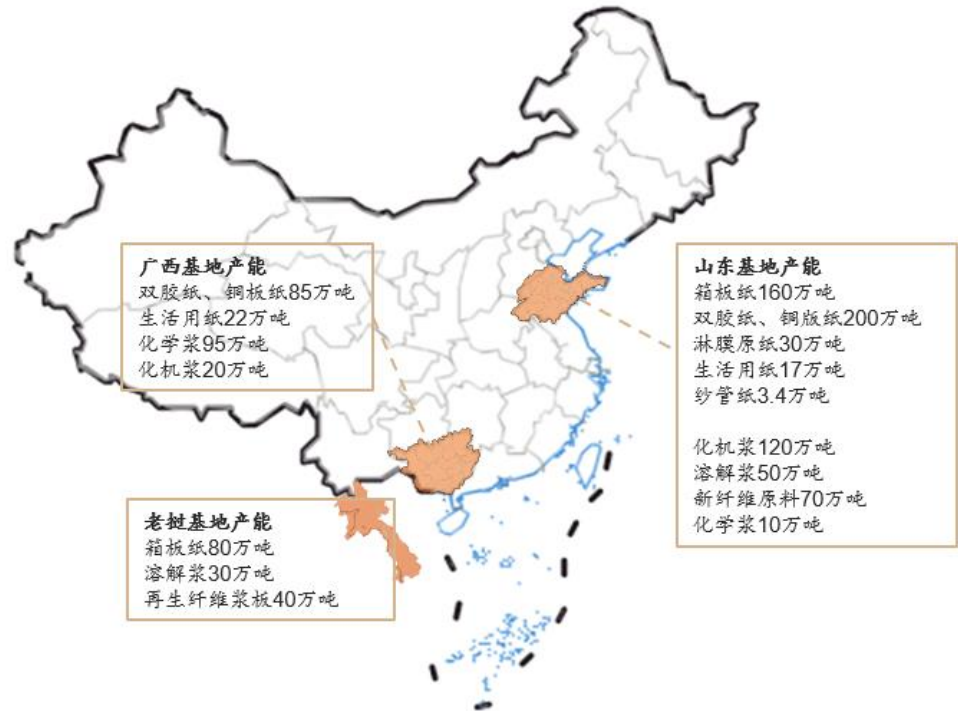 广西基地产能
双胶纸、铜板纸85万吨
生活用纸22万吨
化学浆95万吨
化机浆20万吨
山东基地产能
箱板纸160万吨
双胶纸、铜版纸200万吨
淋膜原纸30万吨
生活用纸17万吨
纱管纸3.4万吨
化机浆120万吨
溶解浆50万吨
新纤维原料70万吨
化学浆10万吨
老挝基地产能
箱板纸80万吨
溶解浆30万吨
再生纤维浆板40万吨